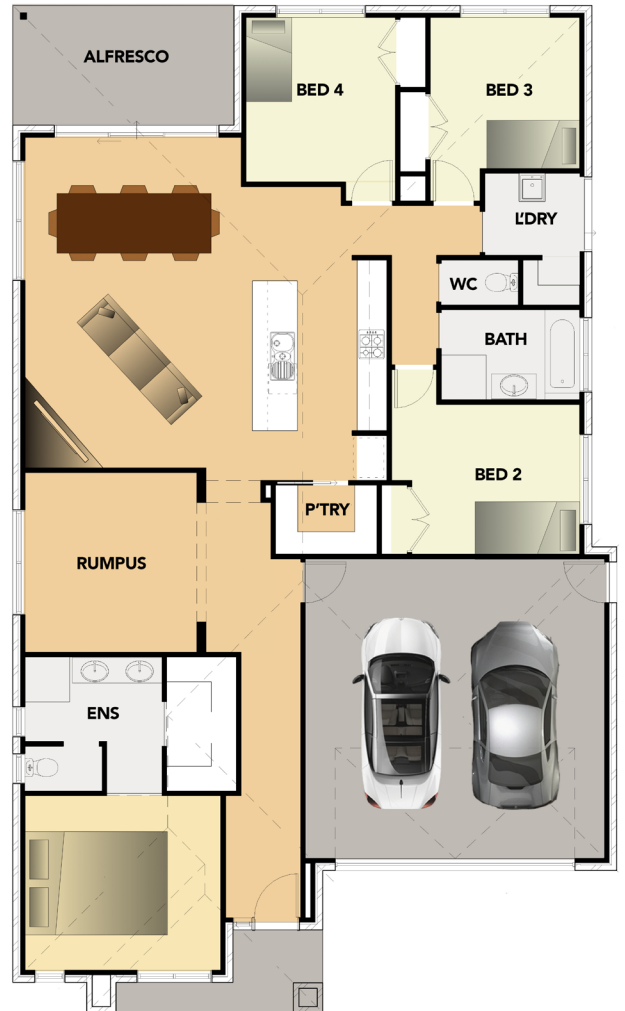 ALFRESCO
BED 4
BED 3
L'DRY
WC
BATH
BED 2
P'TRY
RUMPUS
ENS